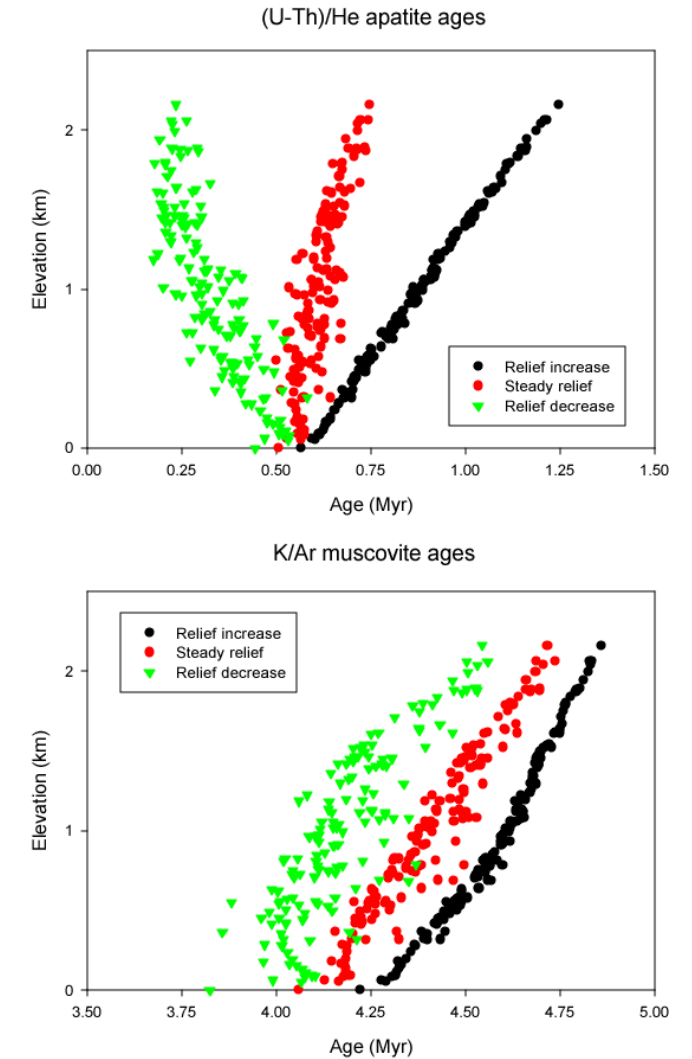 (U-Th)/He apatite ages
Elevation (km)
2
1
0
0.00 0.25 0.50 0.75 1.00 1.25 1.50
Age (Myr)
Relief increase
Steady relief
Relief decrease
K/Ar muscovite ages
Relief increase
Steady relief
Relief decrease
Elevation (km)
2
1
0
3.50 3.75 4.00 4.25 4.50 4.75 5.00
Age (Myr)